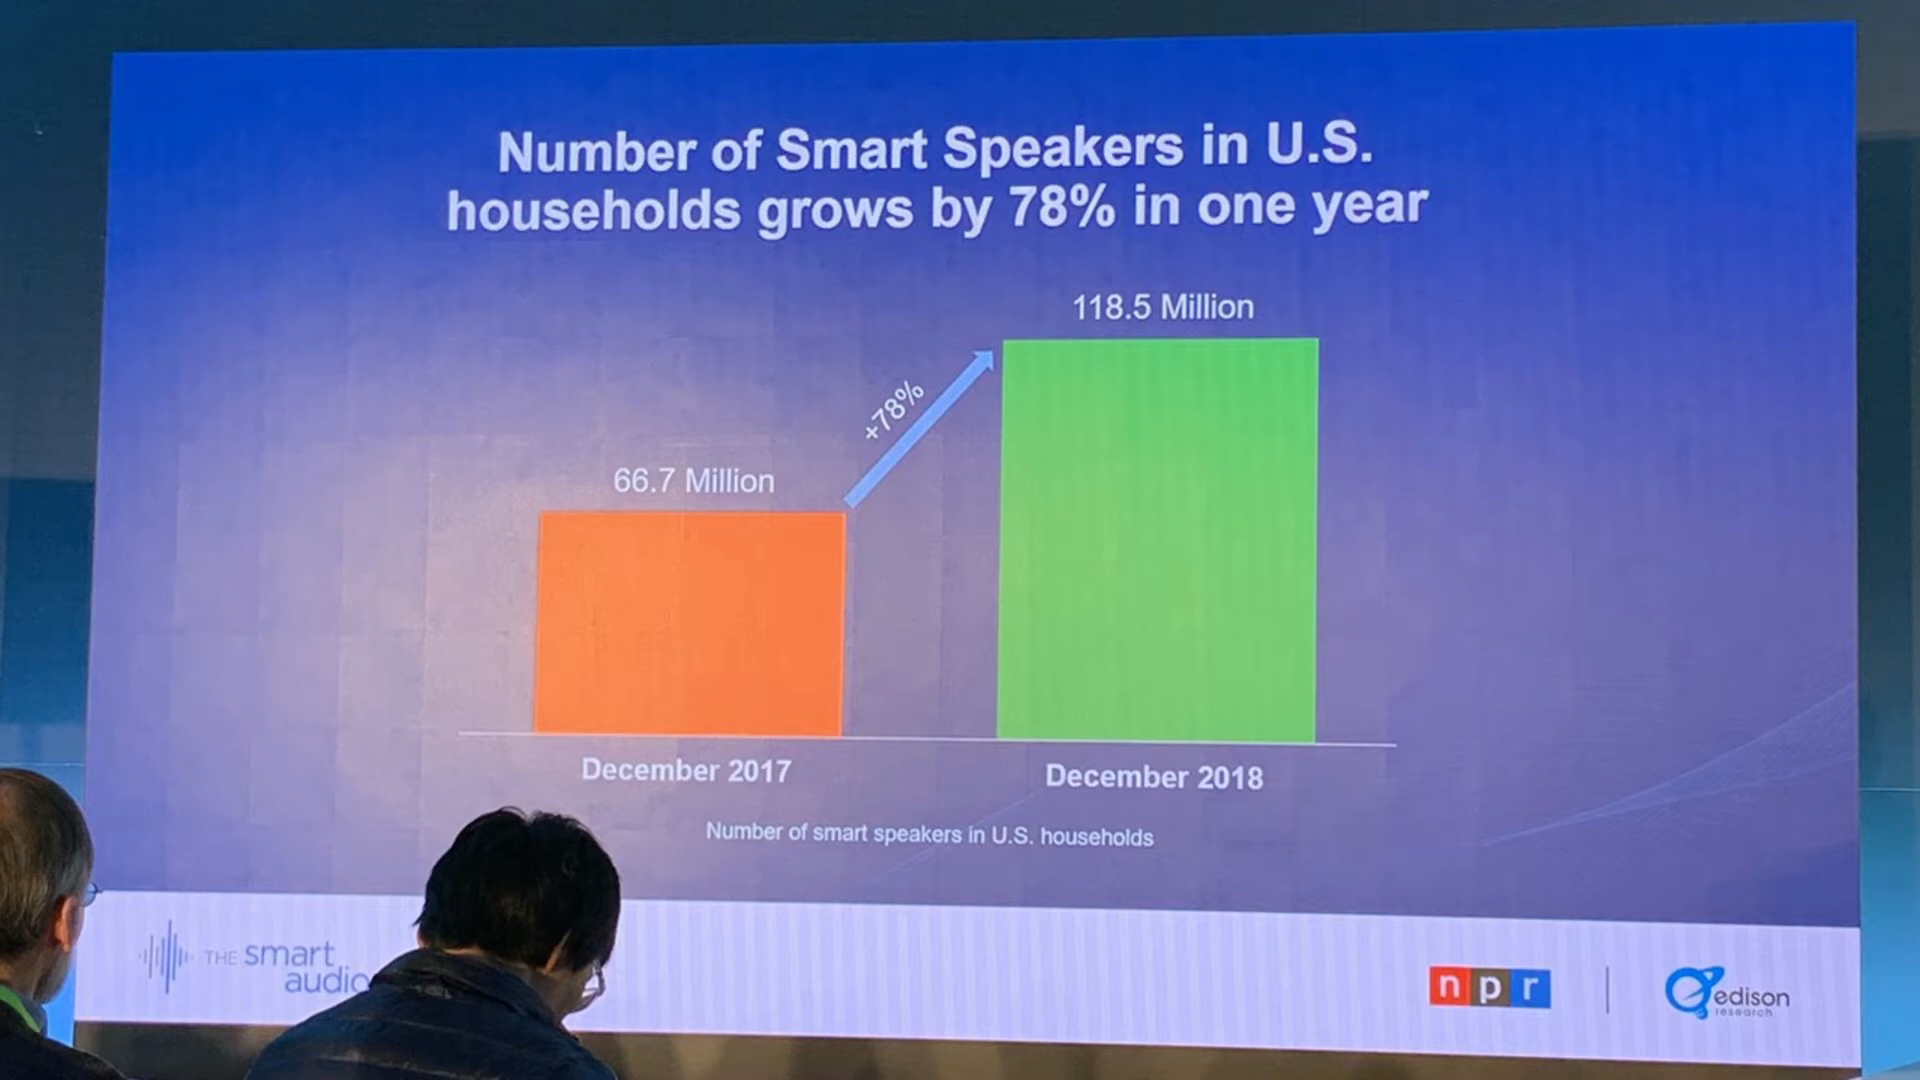 Number of Smart Speakers in U.S.
households grows by 78% in one year
118.5 Million
+78%
66.7 Million
December 2017
December 2018
Number of smart speakers in U.S. households
THE smart
audio
npr
edison
research